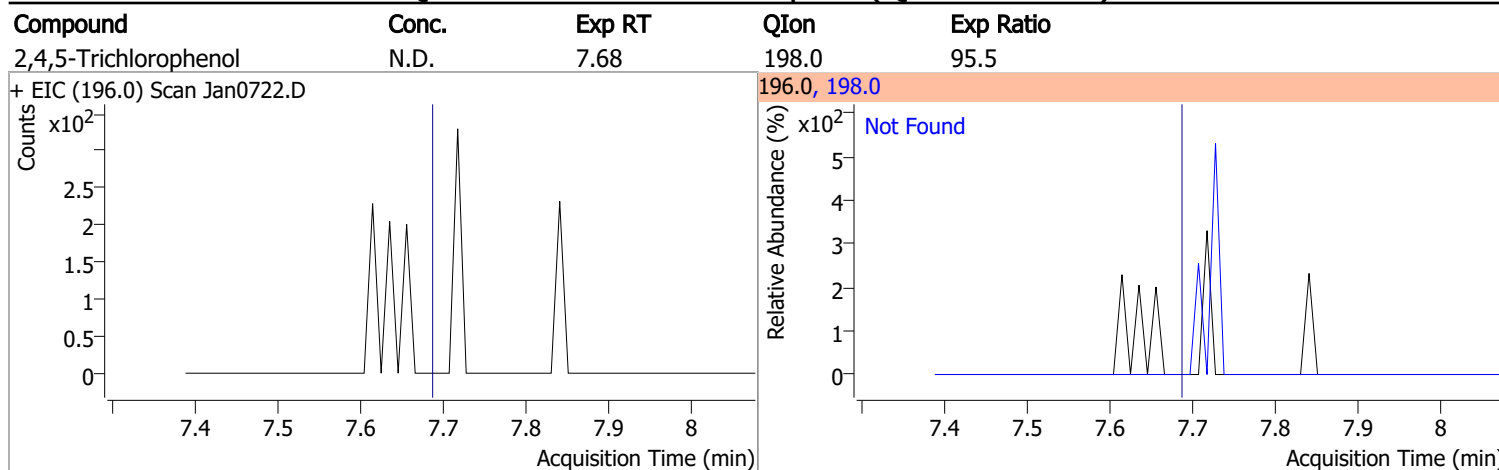 Compound Conc. Exp RT QIon Exp Ratio
2,4,5-Trichlorophenol N.D. 7.68 198.0 95.5
+ EIC (196.0) Scan Jan0722.D
Counts
x10²
2.5
2
1.5
1
0.5
0
7.4 7.5 7.6 7.7 7.8 7.9 8
Acquisition Time (min)
196.0, 198.0
Relative Abundance (%)
x10²
Not Found
5
4
3
2
1
0
7.4 7.5 7.6 7.7 7.8 7.9 8
Acquisition Time (min)